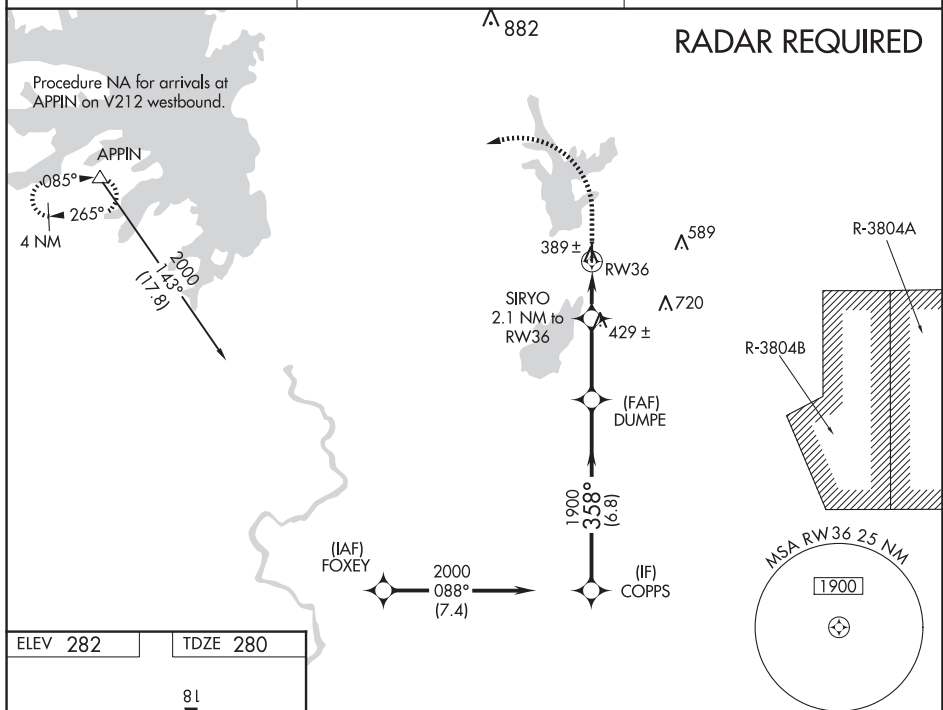 882
RADAR REQUIRED
Procedure NA for arrivals at
APPIN on V212 westbound.
APPIN
085°
265°
4 NM
2000
143°
(17.8)
389 ±
RW36
589
720
SIRYO
2.1 NM to
RW36
429 ±
R-3804A
R-3804B
(FAF)
DUMPE
1900
358°
(6.8)
(IAF)
FOXEY
2000
088°
(7.4)
(IF)
COPPS
MSA RW36 25 NM
1900
ELEV 282
TDZE 280
18